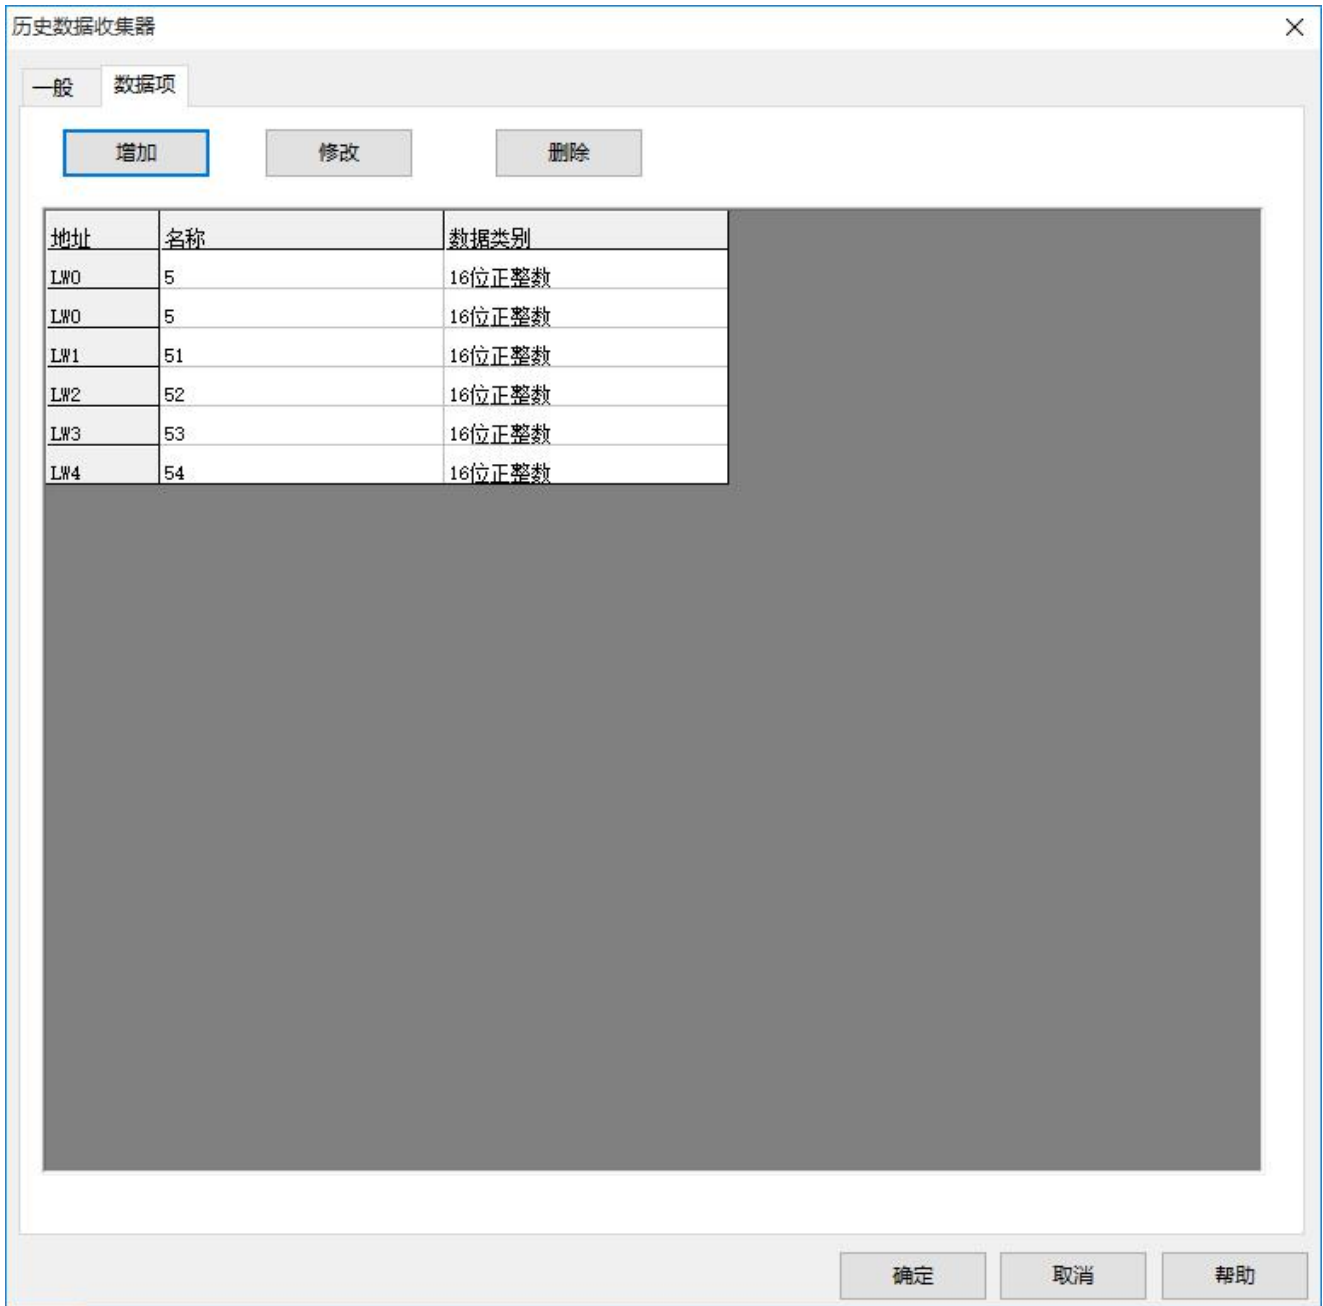 历史数据收集器
一般 数据项
增加 修改 删除
地址 名称 数据类别
LW0 5 16位正整数
LW0 5 16位正整数
LW1 51 16位正整数
LW2 52 16位正整数
LW3 53 16位正整数
LW4 54 16位正整数
确定 取消 帮助